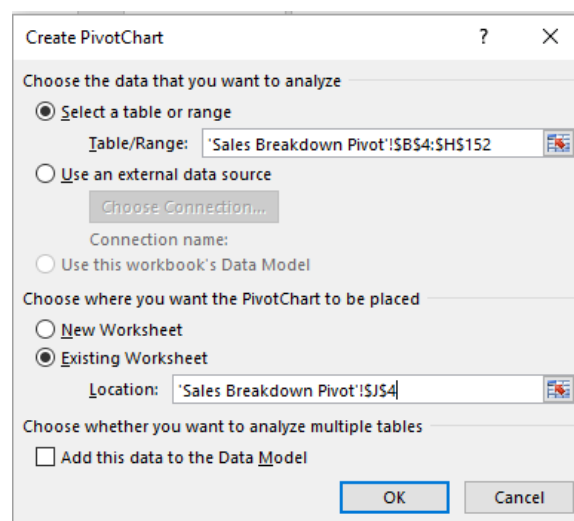 Create PivotChart ?
Choose the data that you want to analyze
Select a table or range
Table/Range: 'Sales Breakdown Pivot'!$B$4:$H$152
Use an external data source
Choose Connection...
Connection name:
Use this workbook's Data Model
Choose where you want the PivotChart to be placed
New Worksheet
Existing Worksheet
Location: 'Sales Breakdown Pivot'!$J$4
Choose whether you want to analyze multiple tables
Add this data to the Data Model
OK Cancel